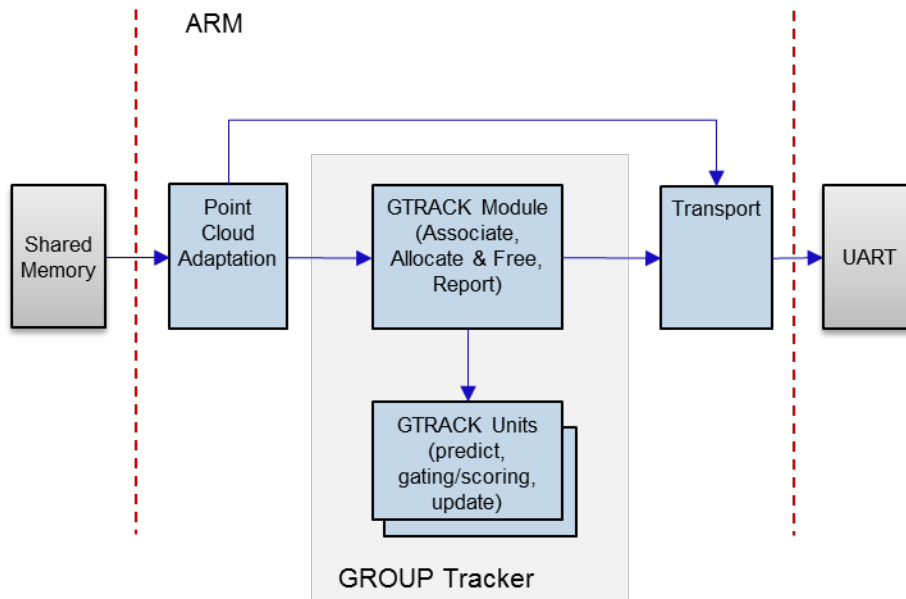 ARM
Shared
Memory
Point
Cloud
Adaptation
GTRACK Module
(Associate,
Allocate & Free,
Report)
Transport
UART
GTRACK Units
(predict,
gating/scoring,
update)
GROUP Tracker